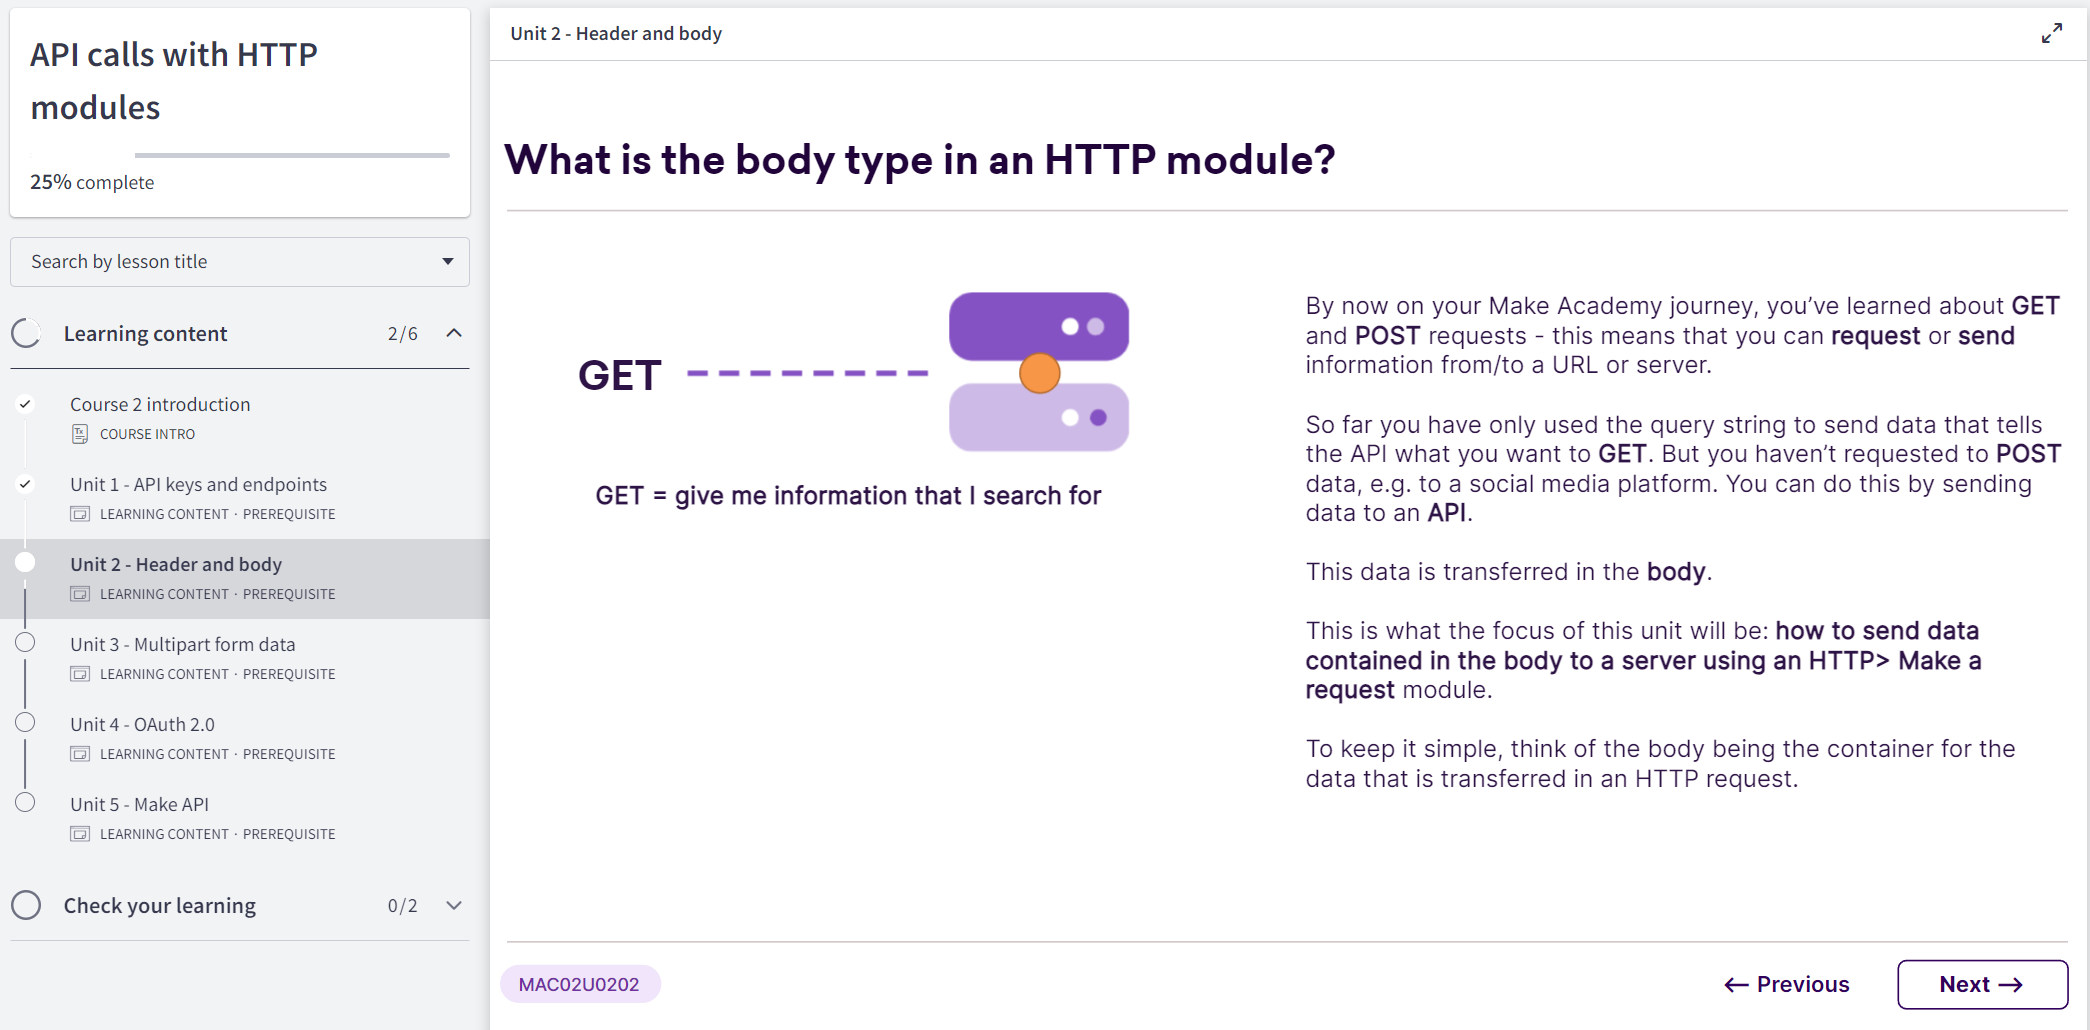 API calls with HTTP
modules
25% complete
Search by lesson title
Learning content 2/6
Course 2 introduction
COURSE INTRO
Unit 1 - API keys and endpoints
LEARNING CONTENT · PREREQUISITE
Unit 2 - Header and body
LEARNING CONTENT · PREREQUISITE
Unit 3 - Multipart form data
LEARNING CONTENT · PREREQUISITE
Unit 4 - OAuth 2.0
LEARNING CONTENT · PREREQUISITE
Unit 5 - Make API
LEARNING CONTENT · PREREQUISITE
Check your learning 0/2
Unit 2 - Header and body
What is the body type in an HTTP module?
GET
GET = give me information that I search for
By now on your Make Academy journey, you’ve learned about GET
and POST requests - this means that you can request or send
information from/to a URL or server.
So far you have only used the query string to send data that tells
the API what you want to GET. But you haven’t requested to POST
data, e.g. to a social media platform. You can do this by sending
data to an API.
This data is transferred in the body.
This is what the focus of this unit will be: how to send data
contained in the body to a server using an HTTP> Make a
request module.
To keep it simple, think of the body being the container for the
data that is transferred in an HTTP request.
MAC02U0202
← Previous
Next →